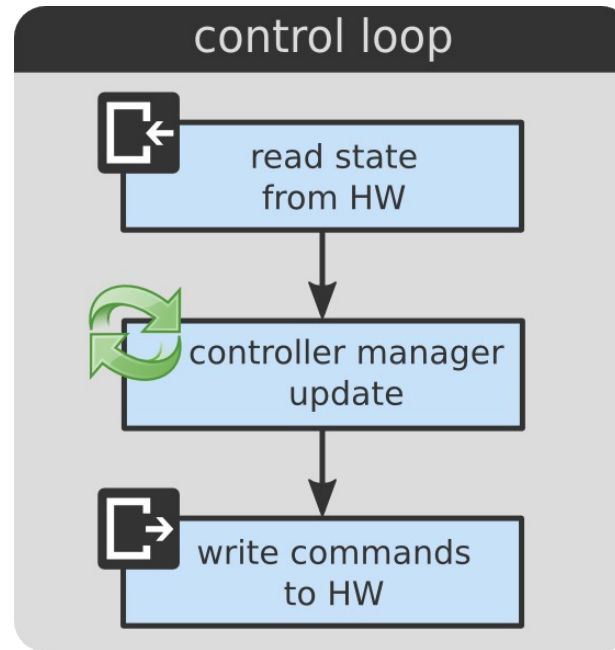 control loop
read state
from HW
controller manager
update
write commands
to HW